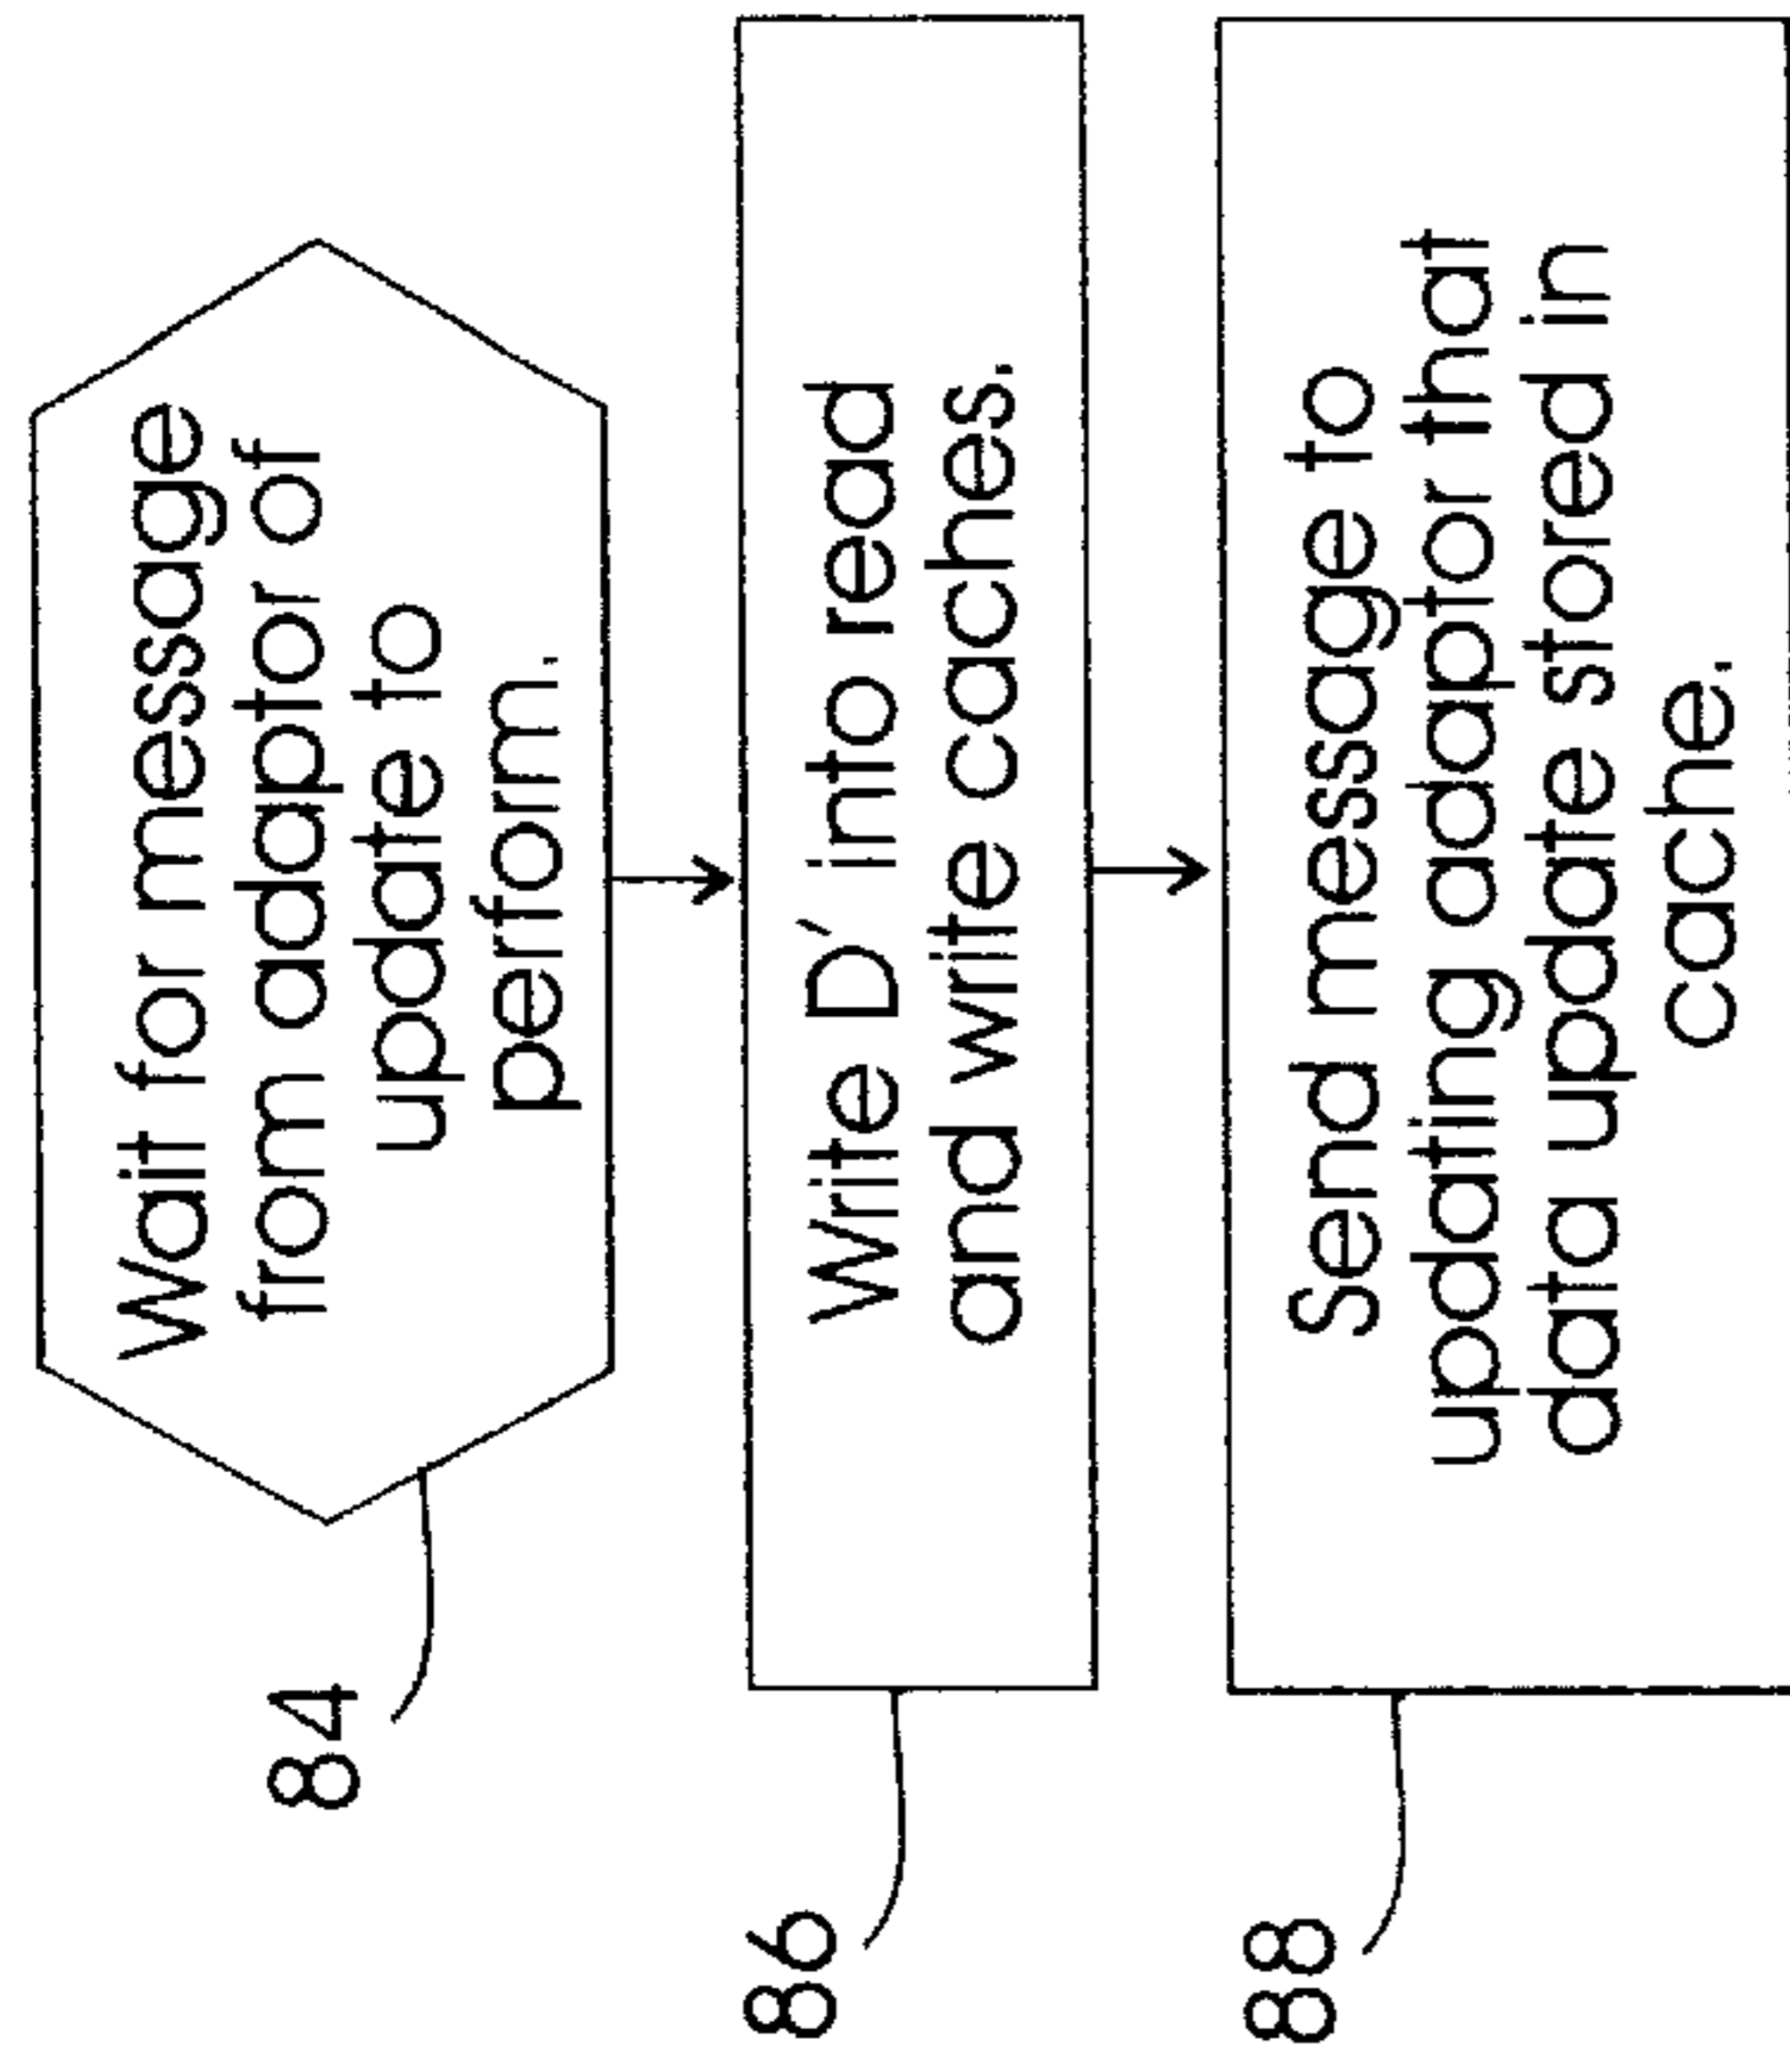 84
Wait for message
from adaptor of
update to
perform.
86
Write D´ into read
and write caches.
88
Send message to
updating adaptor that
data update stored in
cache.